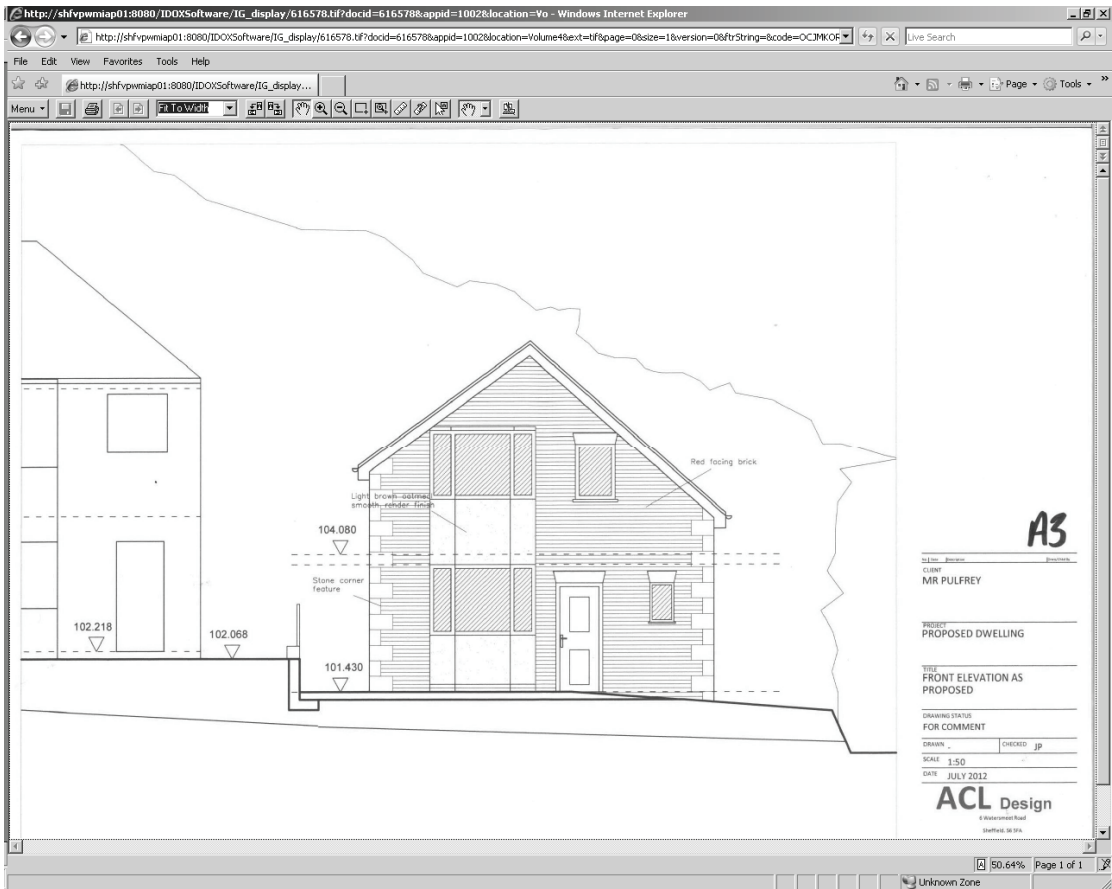 http://shfvpwmiap01:8080/IDOXSoftware/IG_display/616578.tif?docid=616578&appid=1002&location=Vo - Windows Internet Explorer
http://shfvpwmiap01:8080/IDOXSoftware/IG_display/616578.tif?docid=616578&appid=1002&location=Volume4&ext=tif&page=0&size=1&version=0&ftrString=&code=OCJMKOR
Live Search
File Edit View Favorites Tools Help
http://shfvpwmiap01:8080/IDOXSoftware/IG_display...
Page Tools
Menu
Fit To Width
Red facing brick
Light brown oatmeal
smooth render finish
104.080
Stone corner
feature
102.218
102.068
101.430
A3
CLIENT
MR PULFREY
PROJECT
PROPOSED DWELLING
TITLE
FRONT ELEVATION AS
PROPOSED
DRAWING STATUS
FOR COMMENT
DRAWN - CHECKED JP
SCALE 1:50
DATE JULY 2012
ACL Design
Road
Sheffield, S6
50.64% Page 1 of 1
Unknown Zone